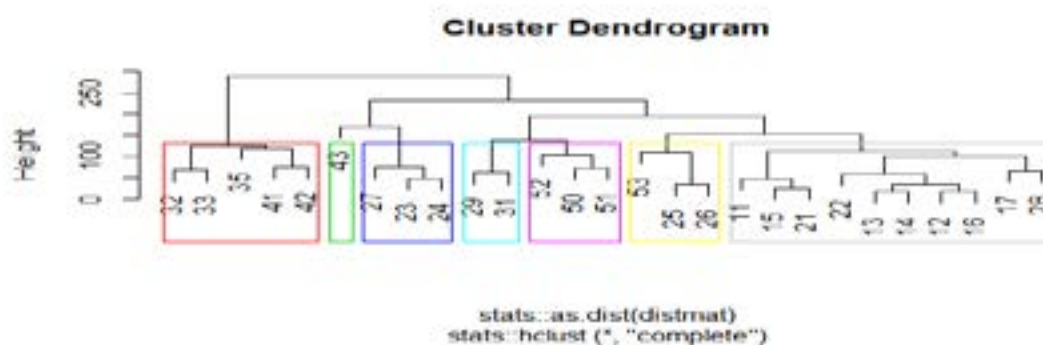 Cluster Dendrogram
Height
0 100 250
32 33 35 41 42 43 27 23 24 29 31 52 50 51 53 25 26 11 15 21 22 13 14 12 16 17 28
stats::as.dist(distmat)
stats::hclust (*, "complete")